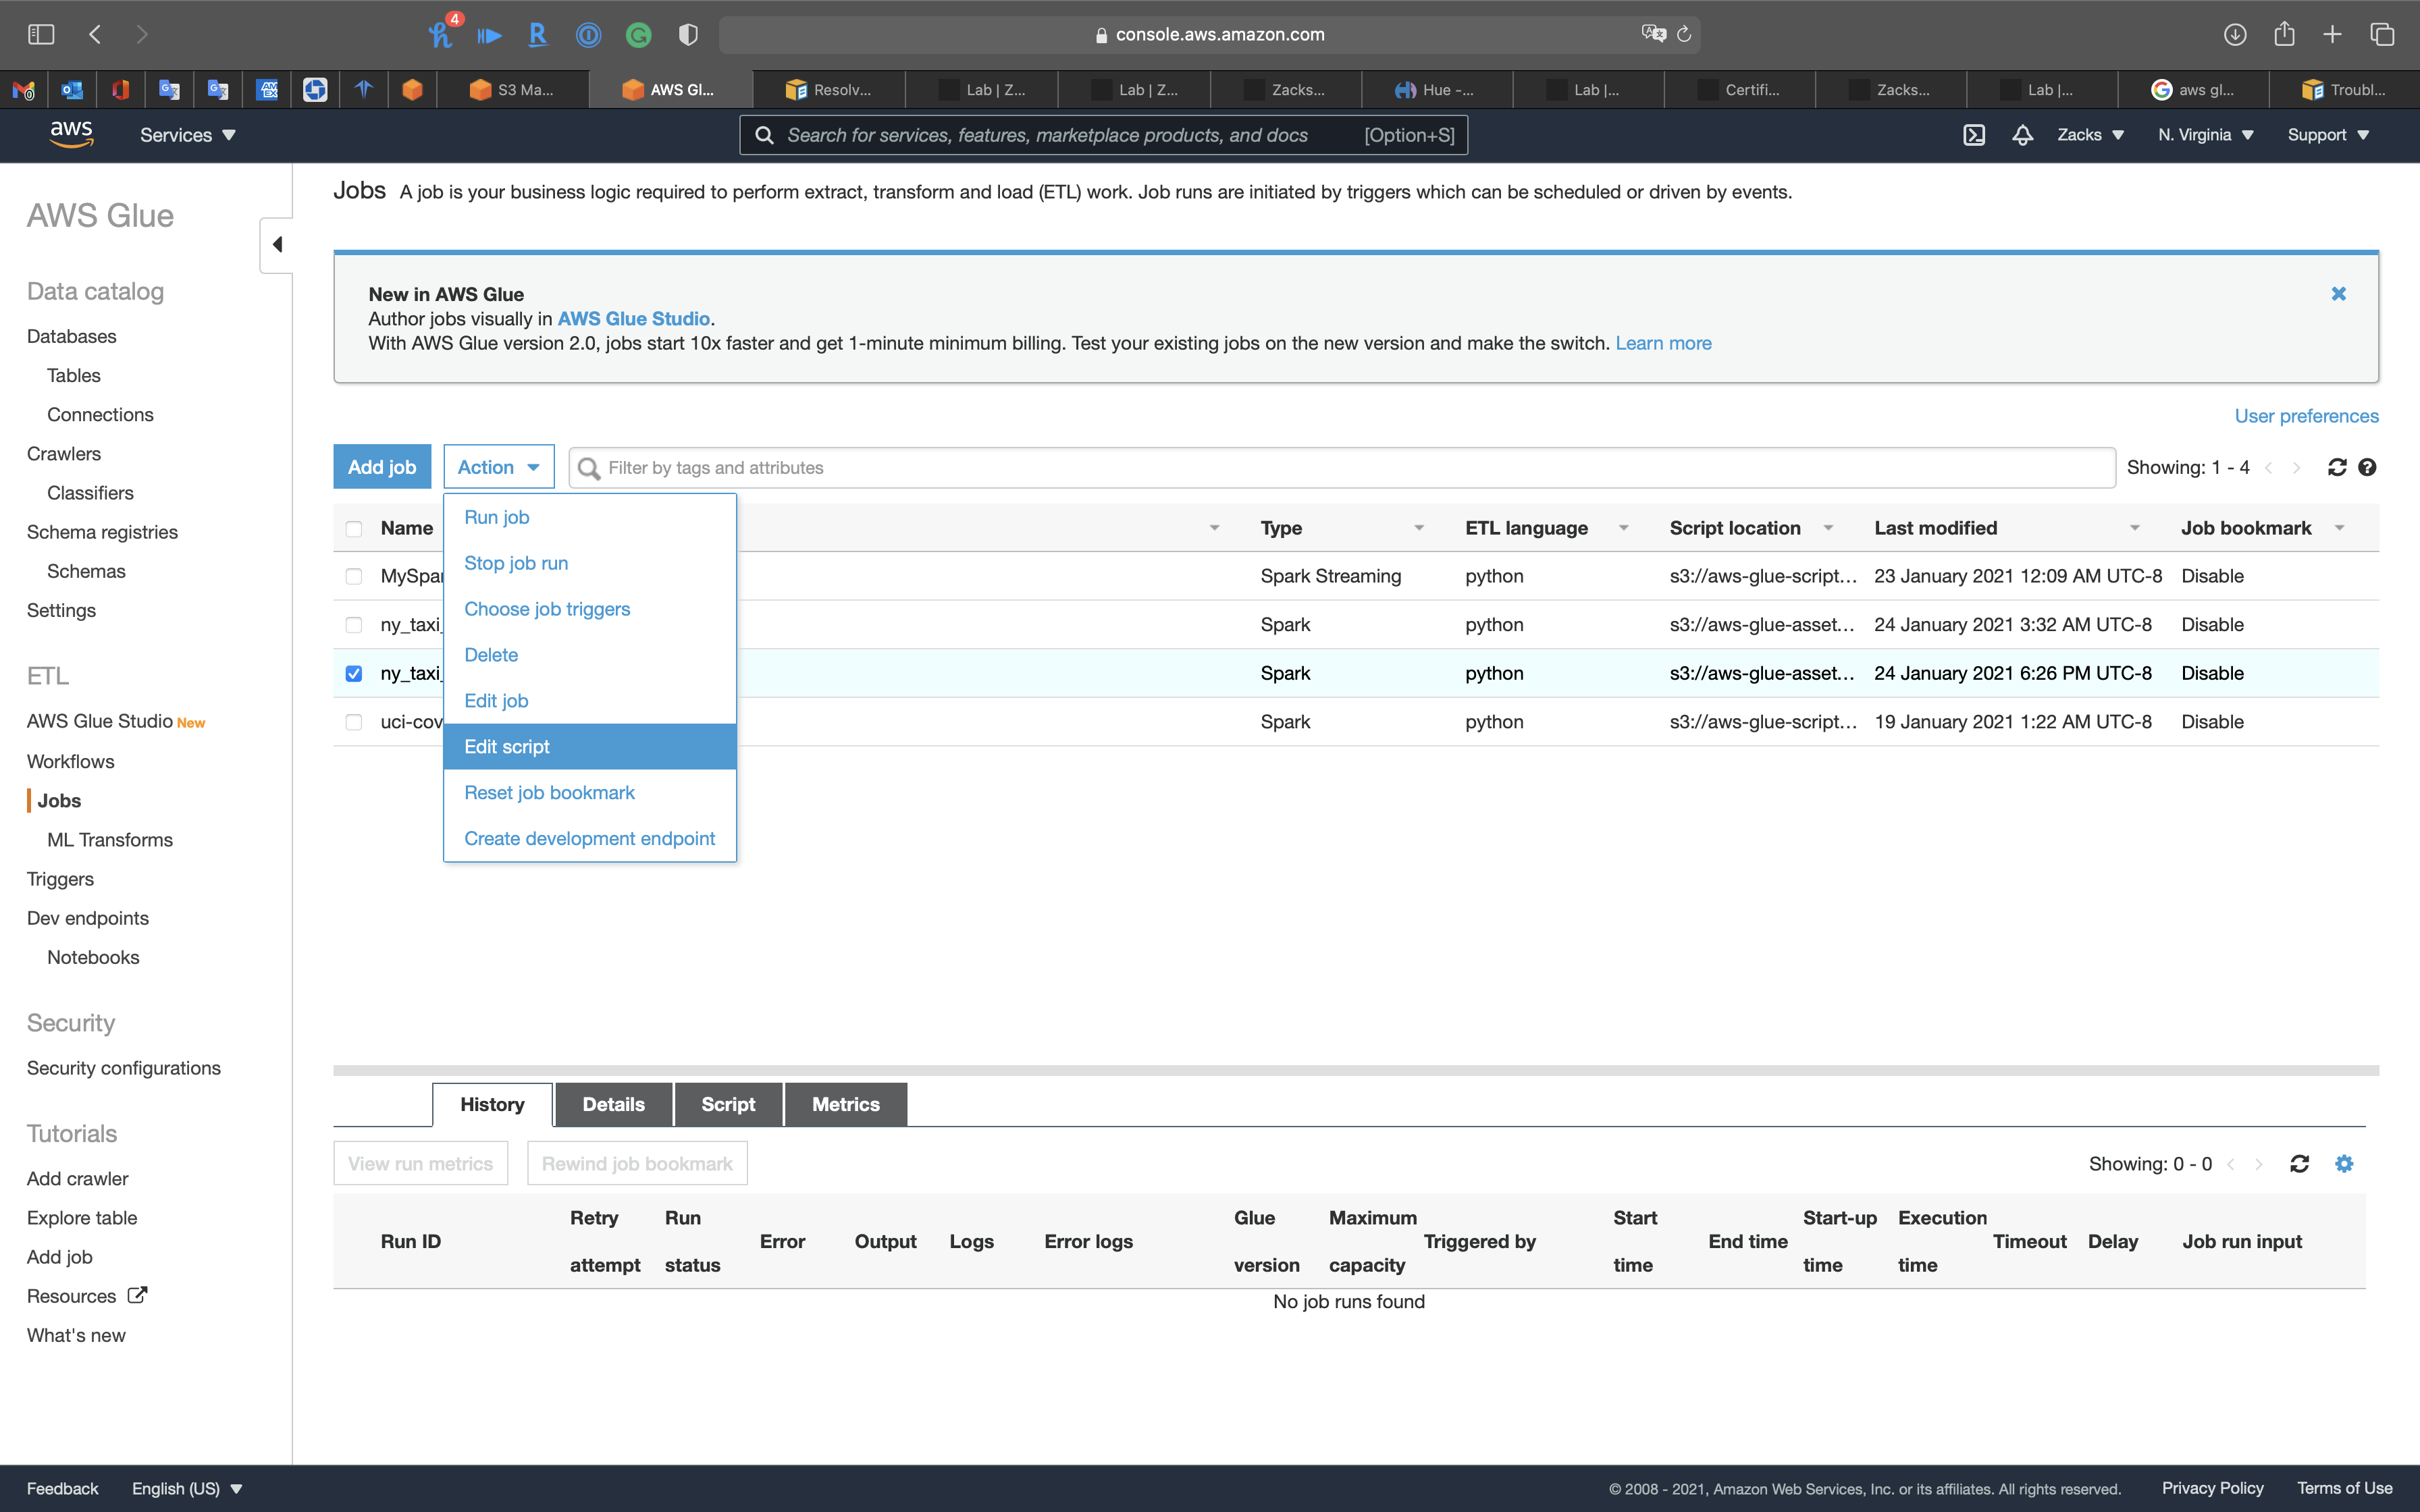 4
console.aws.amazon.com
S3 Ma...
AWS Gl...
Resolv...
Lab | Z...
Lab | Z...
Zacks...
Hue -...
Lab |...
Certifi...
Zacks...
Lab |...
aws gl...
Troubl...
aws
Services
Search for services, features, marketplace products, and docs [Option+S]
Zacks
N. Virginia
Support
AWS Glue
Data catalog
Databases
Tables
Connections
Crawlers
Classifiers
Schema registries
Schemas
Settings
ETL
AWS Glue Studio New
Workflows
Jobs
ML Transforms
Triggers
Dev endpoints
Notebooks
Security
Security configurations
Tutorials
Add crawler
Explore table
Add job
Resources
What's new
Jobs A job is your business logic required to perform extract, transform and load (ETL) work. Job runs are initiated by triggers which can be scheduled or driven by events.
New in AWS Glue
Author jobs visually in AWS Glue Studio.
With AWS Glue version 2.0, jobs start 10x faster and get 1-minute minimum billing. Test your existing jobs on the new version and make the switch. Learn more
User preferences
Add job Action Filter by tags and attributes Showing: 1 - 4
Name Type ETL language Script location Last modified Job bookmark
MySpar Spark Streaming python s3://aws-glue-script... 23 January 2021 12:09 AM UTC-8 Disable
ny_taxi_ Spark python s3://aws-glue-asset... 24 January 2021 3:32 AM UTC-8 Disable
ny_taxi_ Spark python s3://aws-glue-asset... 24 January 2021 6:26 PM UTC-8 Disable
uci-cov Spark python s3://aws-glue-script... 19 January 2021 1:22 AM UTC-8 Disable
Run job
Stop job run
Choose job triggers
Delete
Edit job
Edit script
Reset job bookmark
Create development endpoint
History Details Script Metrics
View run metrics Rewind job bookmark Showing: 0 - 0
Run ID Retry attempt Run status Error Output Logs Error logs Glue version Maximum capacity Triggered by Start time End time Start-up time Execution time Timeout Delay Job run input
No job runs found
Feedback English (US) © 2008 - 2021, Amazon Web Services, Inc. or its affiliates. All rights reserved. Privacy Policy Terms of Use